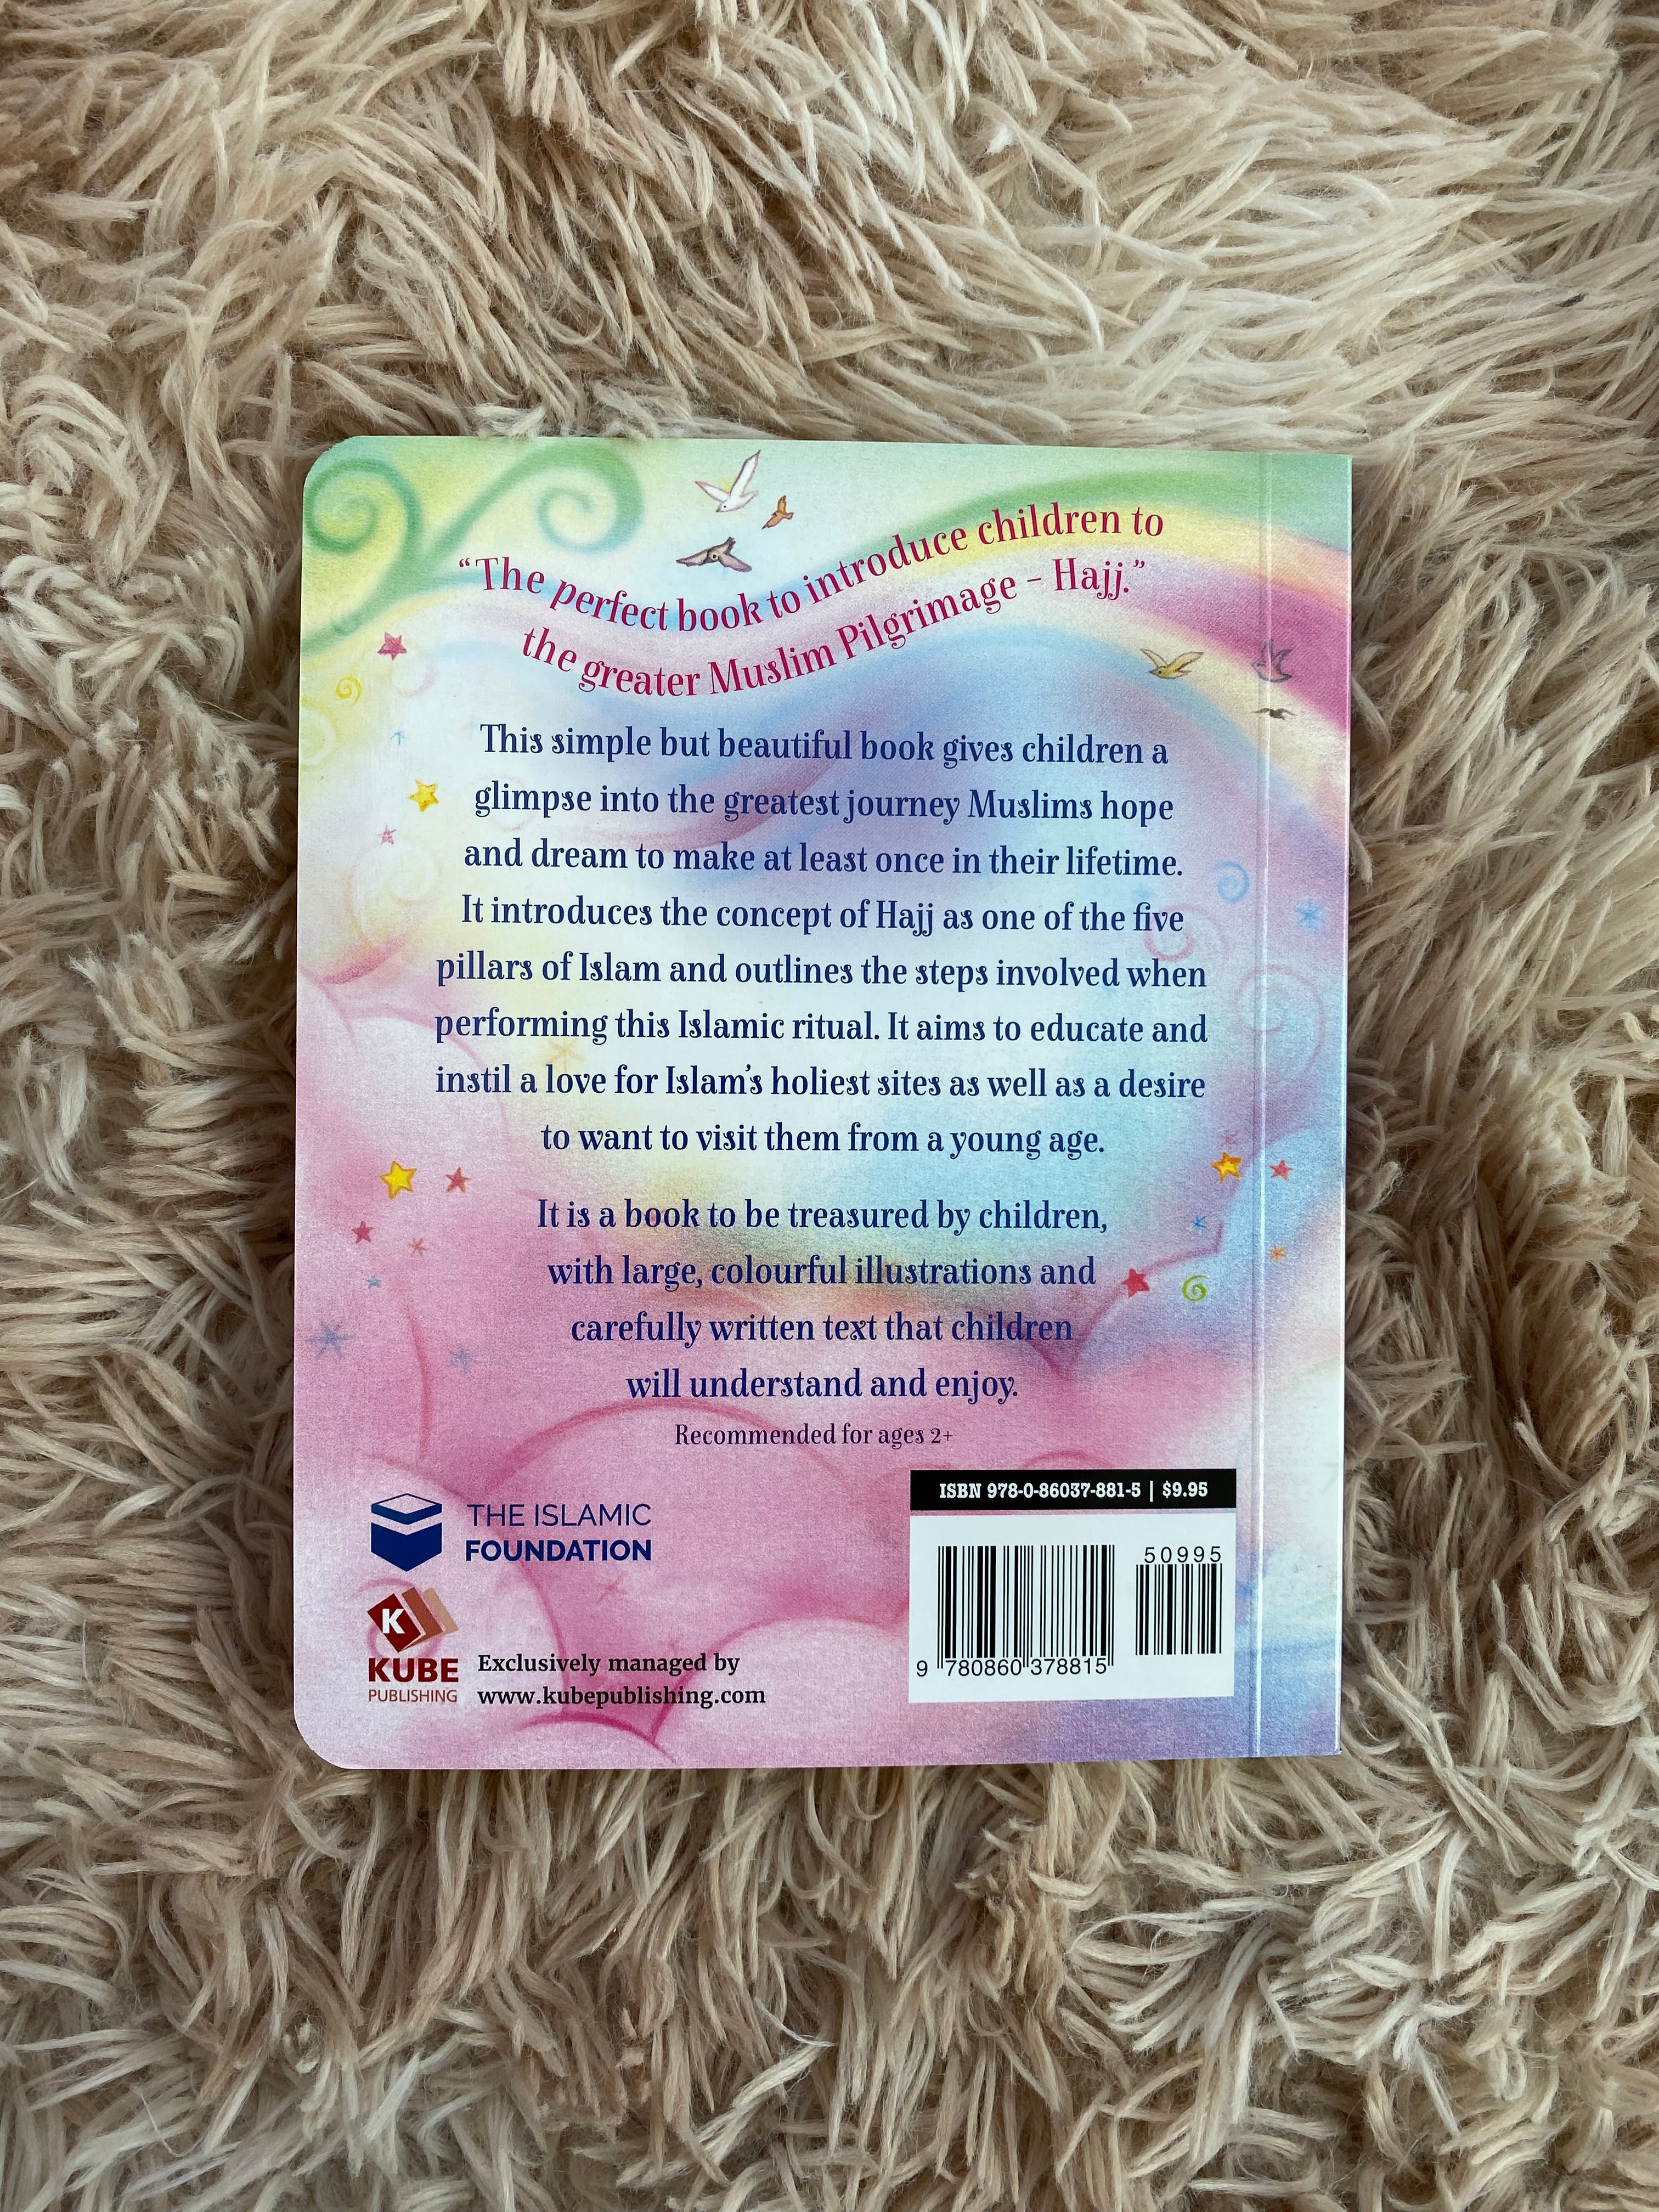 “The perfect book to introduce children to
the greater Muslim Pilgrimage – Hajj.”
This simple but beautiful book gives children a
glimpse into the greatest journey Muslims hope
and dream to make at least once in their lifetime.
It introduces the concept of Hajj as one of the five
pillars of Islam and outlines the steps involved when
performing this Islamic ritual. It aims to educate and
instil a love for Islam’s holiest sites as well as a desire
to want to visit them from a young age.
It is a book to be treasured by children,
with large, colourful illustrations and
carefully written text that children
will understand and enjoy.
Recommended for ages 2+
THE ISLAMIC
FOUNDATION
K
KUBE
PUBLISHING
Exclusively managed by
www.kubepublishing.com
ISBN 978-0-86037-881-5 | $9.95
50995
9 780860 378815